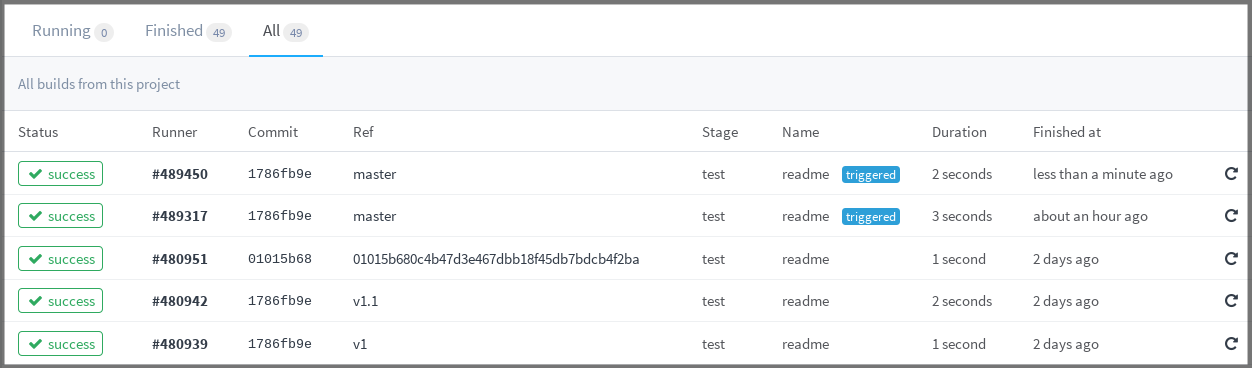 Running 0 Finished 49 All 49
All builds from this project
Status Runner Commit Ref Stage Name Duration Finished at
success #489450 1786fb9e master test readme triggered 2 seconds less than a minute ago
success #489317 1786fb9e master test readme triggered 3 seconds about an hour ago
success #480951 01015b68 01015b680c4b47d3e467dbb18f45db7bdcb4f2ba test readme 1 second 2 days ago
success #480942 1786fb9e v1.1 test readme 2 seconds 2 days ago
success #480939 1786fb9e v1 test readme 1 second 2 days ago